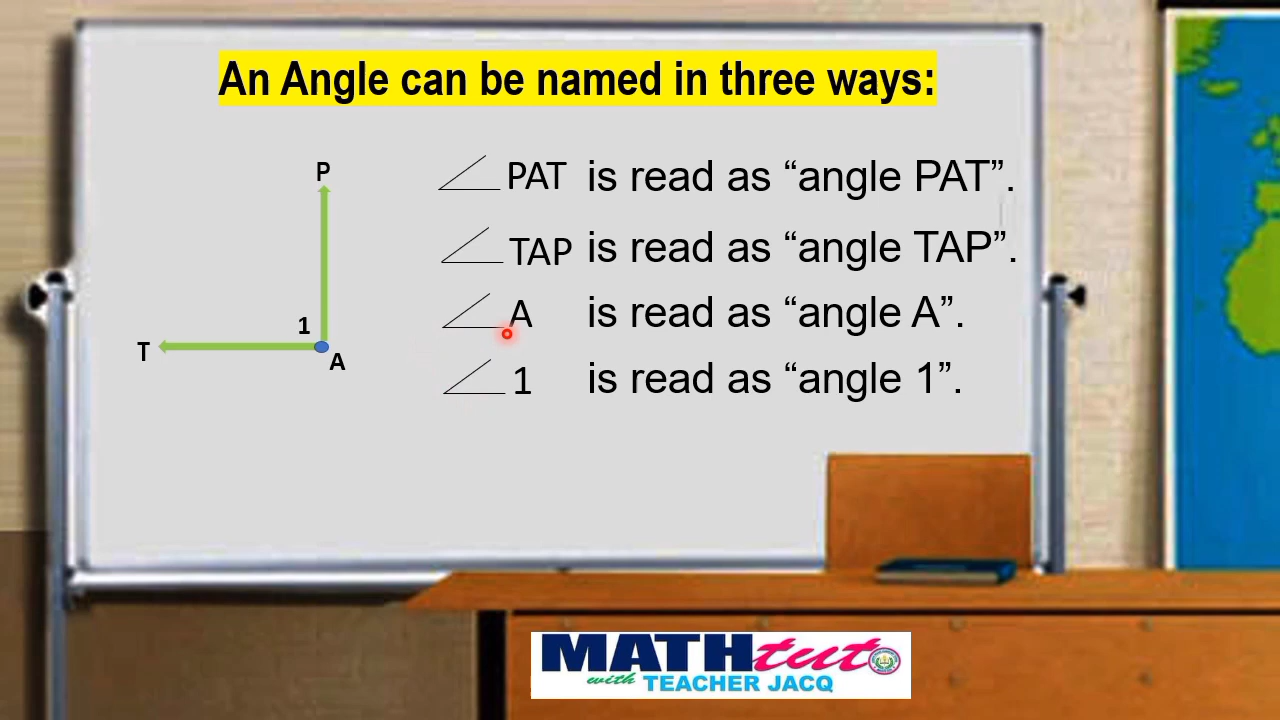 An Angle can be named in three ways:
P
1
T
A
∠PAT is read as “angle PAT”.
∠TAP is read as “angle TAP”.
∠A is read as “angle A”.
∠1 is read as “angle 1”.
MATHtuto
with TEACHER JACQ